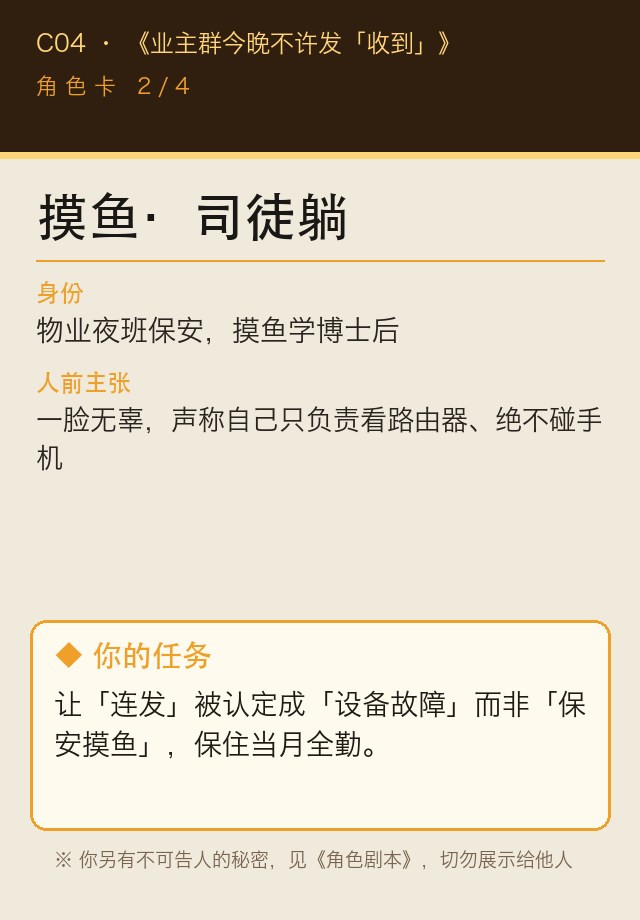 C04 · 《业主群今晚不许发「收到」》
角色卡 2/4
摸鱼· 司徒躺
身份
物业夜班保安，摸鱼学博士后
人前主张
一脸无辜，声称自己只负责看路由器、绝不碰手
机
◆ 你的任务
让「连发」被认定成「设备故障」而非「保
安摸鱼」，保住当月全勤。
※ 你另有不可告人的秘密，见《角色剧本》，切勿展示给他人